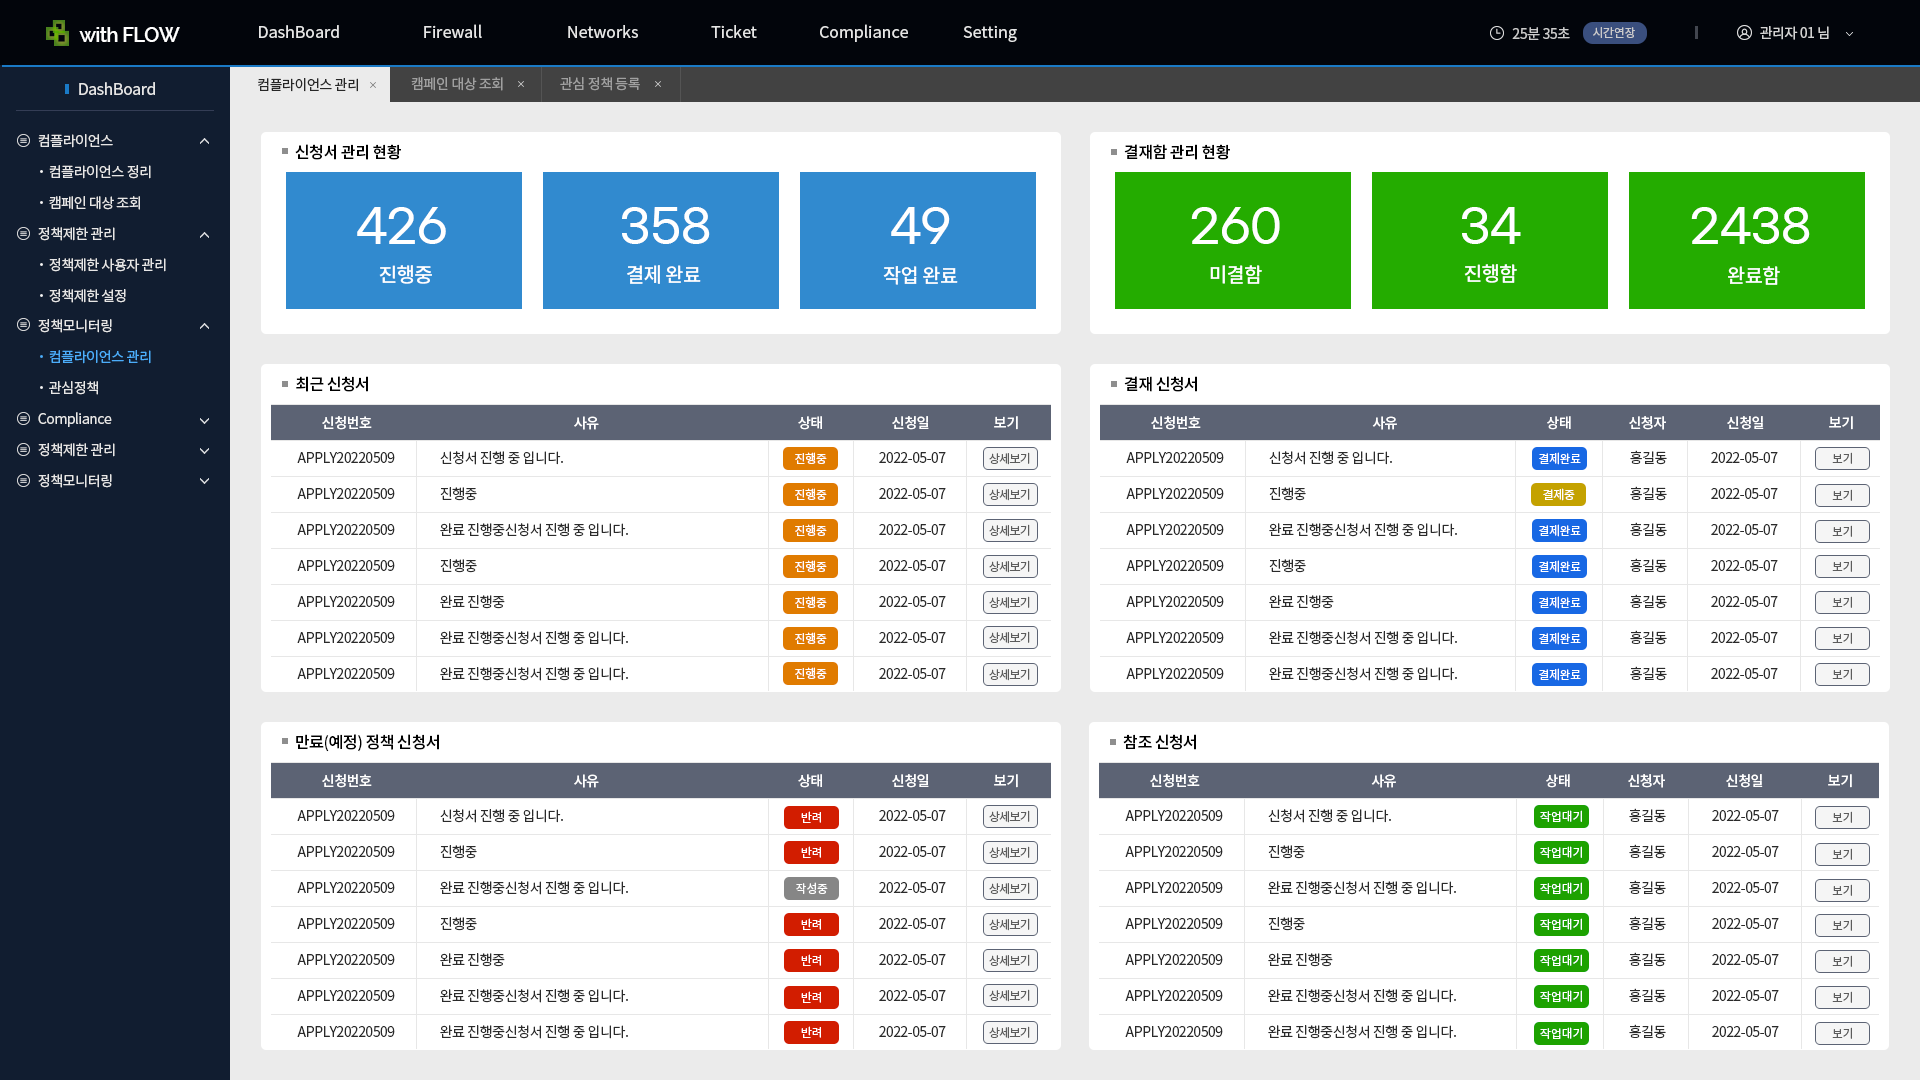 with FLOW
DashBoard Firewall Networks Ticket Compliance Setting
25분 35초 시간연장 관리자 01 님
DashBoard
컴플라이언스
· 컴플라이언스 정리
· 캠페인 대상 조회
정책제한 관리
· 정책제한 사용자 관리
· 정책제한 설정
정책모니터링
· 컴플라이언스 관리
· 관심정책
Compliance
정책제한 관리
정책모니터링
컴플라이언스 관리 × 캠페인 대상 조회 × 관심 정책 등록 ×
신청서 관리 현황
426 358 49
진행중 결제 완료 작업 완료
결재함 관리 현황
260 34 2438
미결함 진행함 완료함
최근 신청서
신청번호 사유 상태 신청일 보기
APPLY20220509 신청서 진행 중 입니다. 진행중 2022-05-07 상세보기
APPLY20220509 진행중 진행중 2022-05-07 상세보기
APPLY20220509 완료 진행중신청서 진행 중 입니다. 진행중 2022-05-07 상세보기
APPLY20220509 진행중 진행중 2022-05-07 상세보기
APPLY20220509 완료 진행중 진행중 2022-05-07 상세보기
APPLY20220509 완료 진행중신청서 진행 중 입니다. 진행중 2022-05-07 상세보기
APPLY20220509 완료 진행중신청서 진행 중 입니다. 진행중 2022-05-07 상세보기
결재 신청서
신청번호 사유 상태 신청자 신청일 보기
APPLY20220509 신청서 진행 중 입니다. 결제완료 홍길동 2022-05-07 보기
APPLY20220509 진행중 결제중 홍길동 2022-05-07 보기
APPLY20220509 완료 진행중신청서 진행 중 입니다. 결제완료 홍길동 2022-05-07 보기
APPLY20220509 진행중 결제완료 홍길동 2022-05-07 보기
APPLY20220509 완료 진행중 결제완료 홍길동 2022-05-07 보기
APPLY20220509 완료 진행중신청서 진행 중 입니다. 결제완료 홍길동 2022-05-07 보기
APPLY20220509 완료 진행중신청서 진행 중 입니다. 결제완료 홍길동 2022-05-07 보기
만료(예정) 정책 신청서
신청번호 사유 상태 신청일 보기
APPLY20220509 신청서 진행 중 입니다. 반려 2022-05-07 상세보기
APPLY20220509 진행중 반려 2022-05-07 상세보기
APPLY20220509 완료 진행중신청서 진행 중 입니다. 작성중 2022-05-07 상세보기
APPLY20220509 진행중 반려 2022-05-07 상세보기
APPLY20220509 완료 진행중 반려 2022-05-07 상세보기
APPLY20220509 완료 진행중신청서 진행 중 입니다. 반려 2022-05-07 상세보기
APPLY20220509 완료 진행중신청서 진행 중 입니다. 반려 2022-05-07 상세보기
참조 신청서
신청번호 사유 상태 신청자 신청일 보기
APPLY20220509 신청서 진행 중 입니다. 작업대기 홍길동 2022-05-07 보기
APPLY20220509 진행중 작업대기 홍길동 2022-05-07 보기
APPLY20220509 완료 진행중신청서 진행 중 입니다. 작업대기 홍길동 2022-05-07 보기
APPLY20220509 진행중 작업대기 홍길동 2022-05-07 보기
APPLY20220509 완료 진행중 작업대기 홍길동 2022-05-07 보기
APPLY20220509 완료 진행중신청서 진행 중 입니다. 작업대기 홍길동 2022-05-07 보기
APPLY20220509 완료 진행중신청서 진행 중 입니다. 작업대기 홍길동 2022-05-07 보기